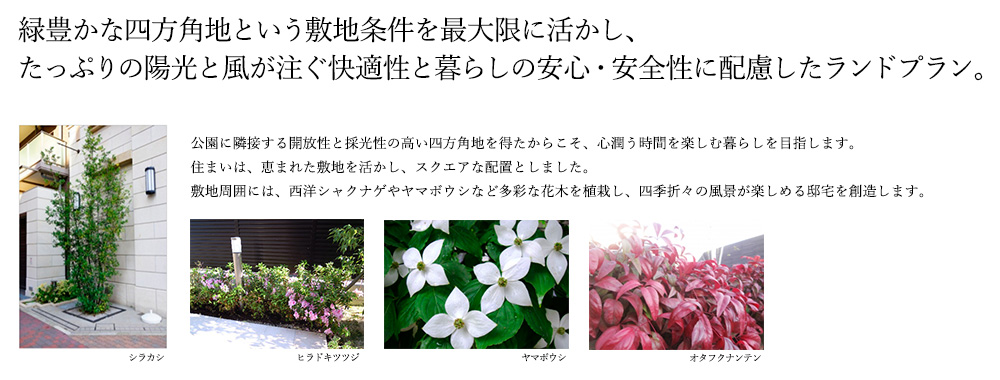 緑豊かな四方角地という敷地条件を最大限に活かし、
たっぷりの陽光と風が注ぐ快適性と暮らしの安心・安全性に配慮したランドプラン。
公園に隣接する開放性と採光性の高い四方角地を得たからこそ、心潤う時間を楽しむ暮らしを目指します。
住まいは、恵まれた敷地を活かし、スクエアな配置としました。
敷地周囲には、西洋シャクナゲやヤマボウシなど多彩な花木を植栽し、四季折々の風景が楽しめる邸宅を創造します。
シラカシ
ヒラドキツツジ
ヤマボウシ
オタフクナンテン